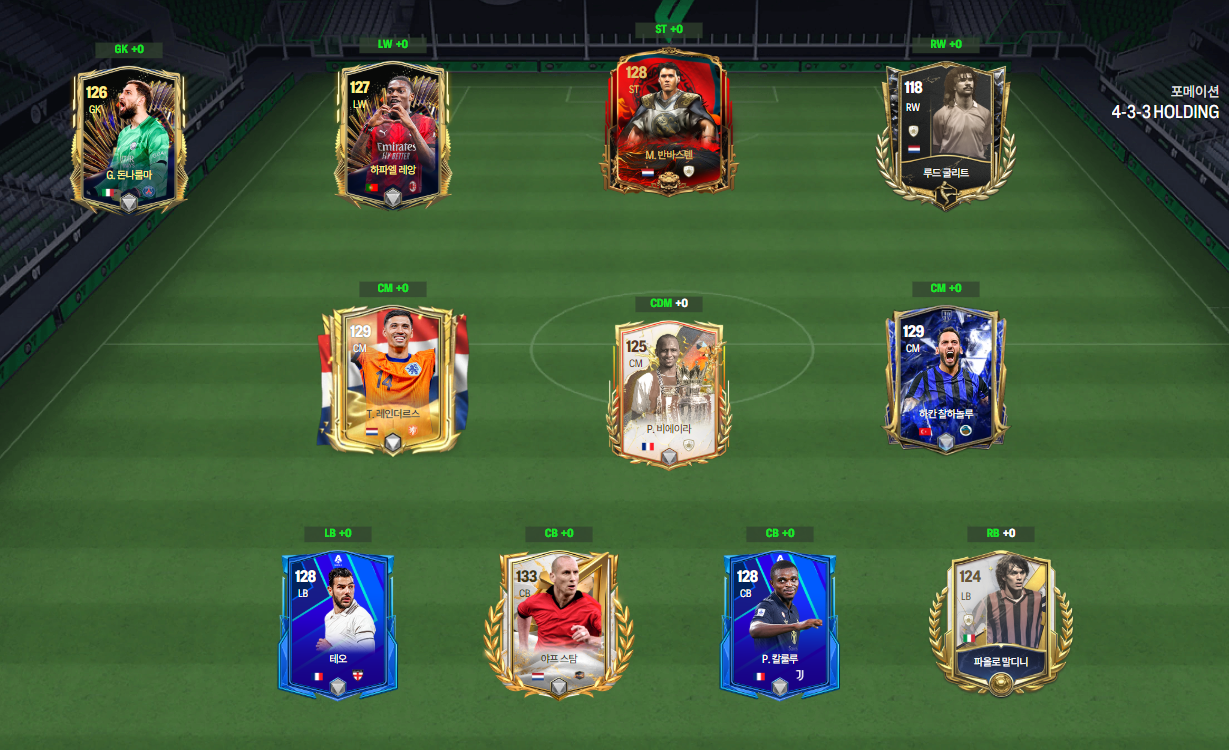 ST +0
GK +0
LW +0
RW +0
포메이션
4-3-3 HOLDING
126
GK
G. 돈나룸마
127
LW
Emirates
FLY BETTER
하파엘 레앙
128
ST
M. 반바스텐
118
RW
루드 굴리트
CM +0
CDM +0
CM +0
129
CM
14
T. 레인더르스
125
CM
P. 비에이라
129
CM
하칸 찰하놀루
LB +0
CB +0
CB +0
RB +0
128
LB
테오
133
CB
야프 스탐
128
CB
P. 칼룰루
124
LB
파올로 말디니